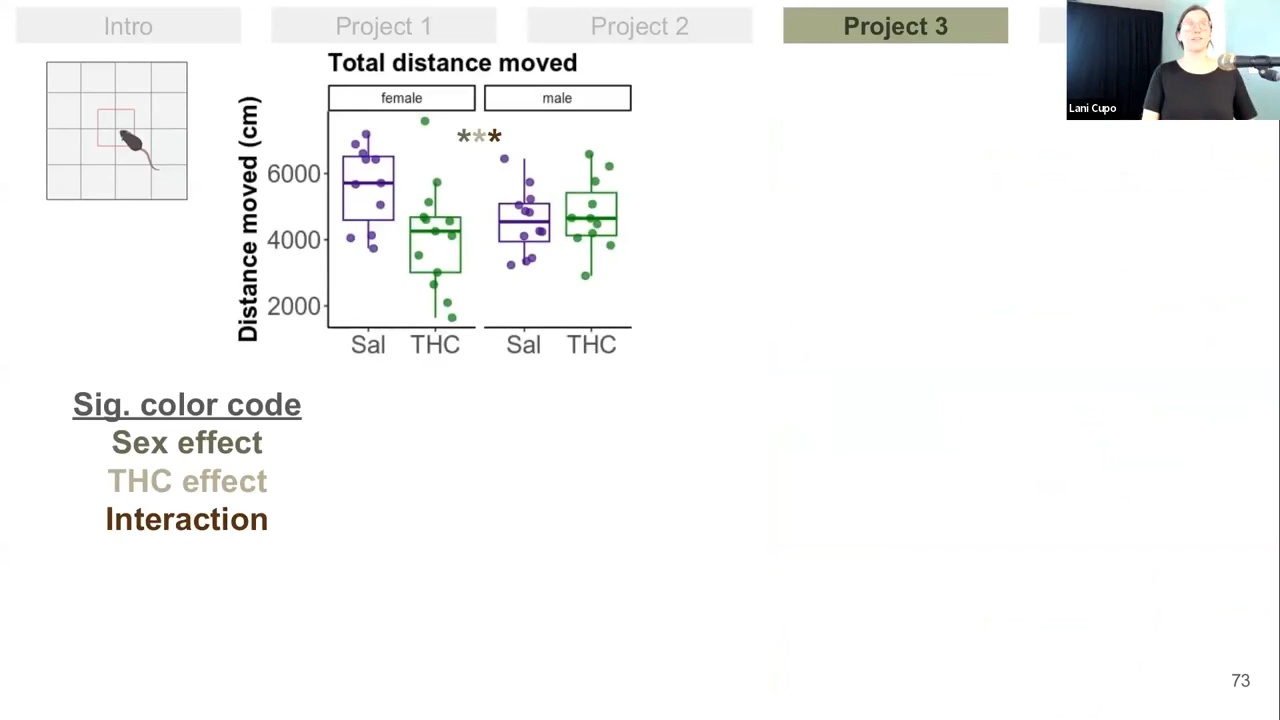 Intro
Project 1
Project 2
Project 3
Lani Cupo
Total distance moved
female
male
Distance moved (cm)
***
6000
4000
2000
Sal
THC
Sal
THC
Sig. color code
Sex effect
THC effect
Interaction
73